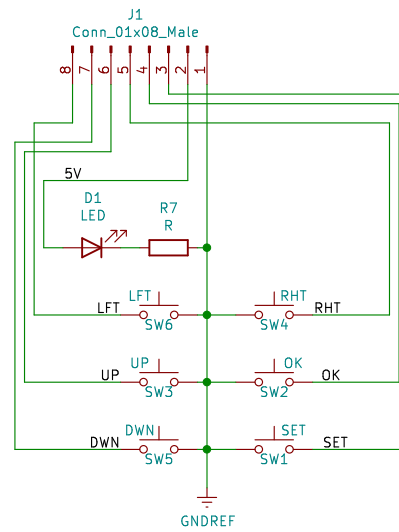 J1
Conn_01x08_Male
8 7 6 5 4 3 2 1
5V
D1
LED
R7
R
LFT LFT RHT RHT
SW6 SW4
UP UP OK OK
SW3 SW2
DWN DWN SET SET
SW5 SW1
GNDREF